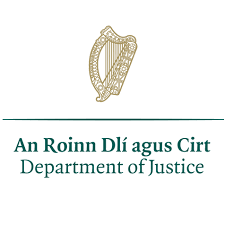 An Roinn Dlí agus Cirt
Department of Justice